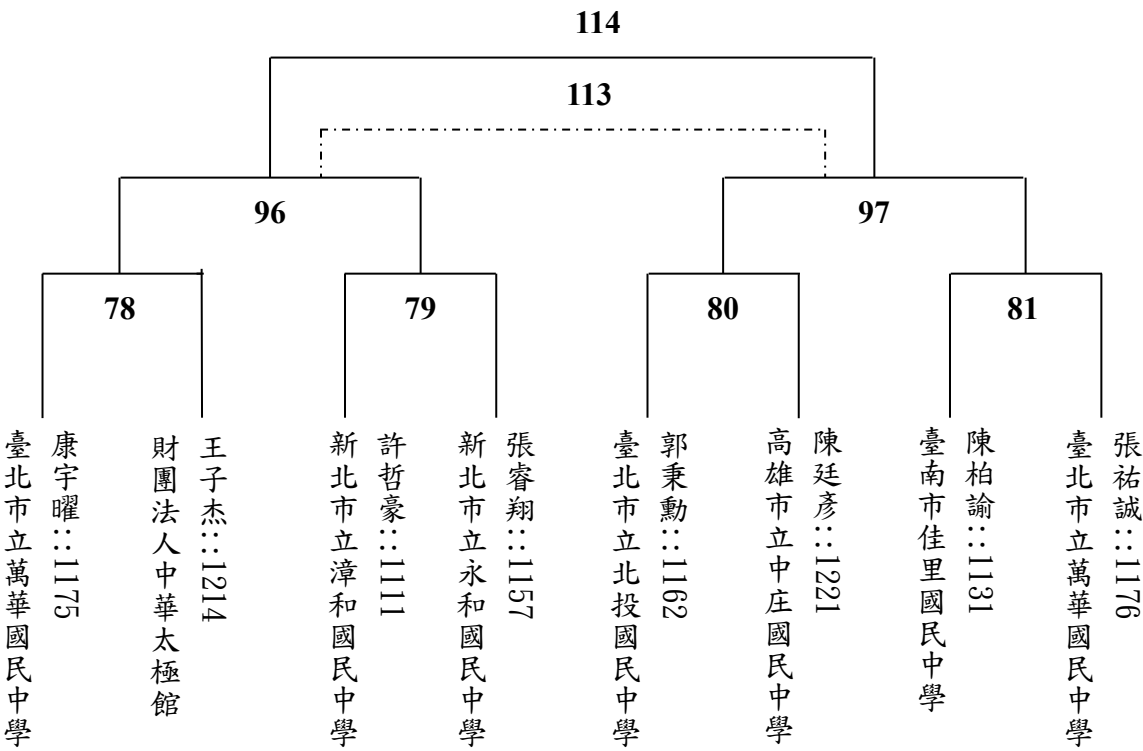 114
113
96
97
78
79
80
81
康宇曜::1175
臺北市立萬華國民中學
王子杰::1214
財團法人中華太極館
許哲豪::1111
新北市立漳和國民中學
張睿翔::1157
新北市立永和國民中學
郭秉勳::1162
臺北市立北投國民中學
陳廷彥::1221
高雄市立中庄國民中學
陳柏諭::1131
臺南市佳里國民中學
張祐誠::1176
臺北市立萬華國民中學